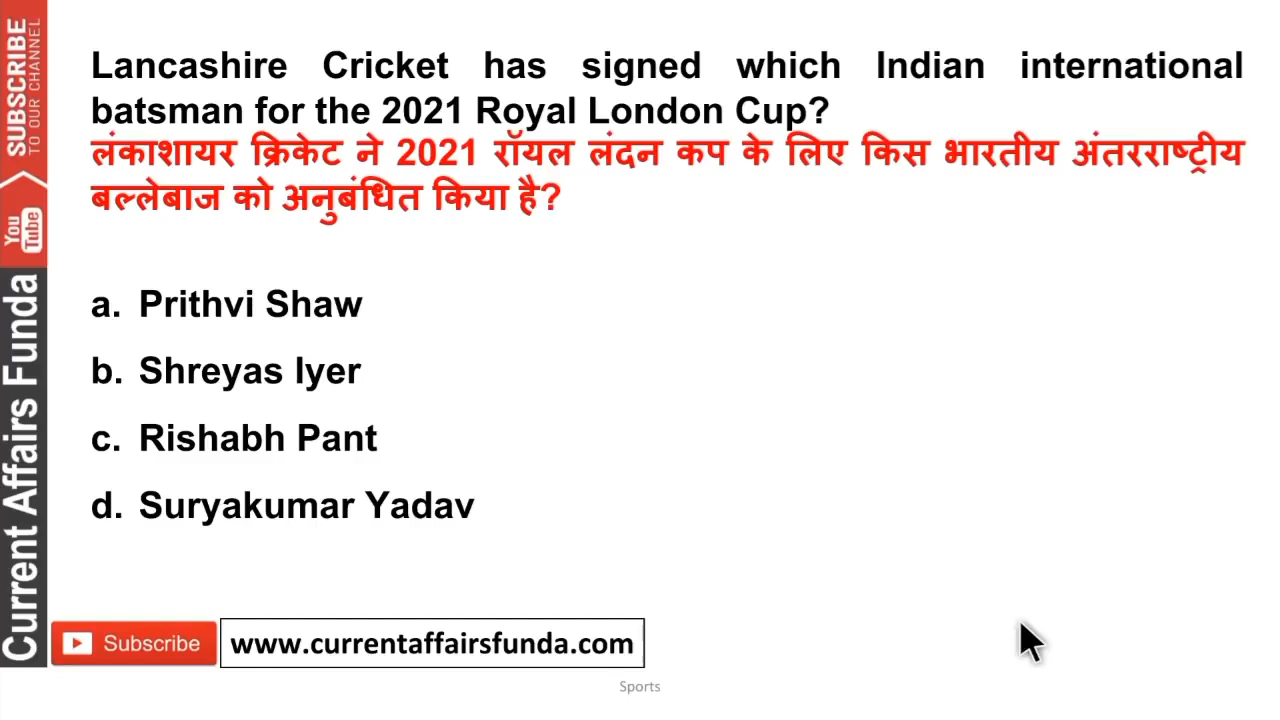 Lancashire Cricket has signed which Indian international
batsman for the 2021 Royal London Cup?
लंकाशायर क्रिकेट ने 2021 रॉयल लंदन कप के लिए किस भारतीय अंतरराष्ट्रीय
बल्लेबाज को अनुबंधित किया है?
a. Prithvi Shaw
b. Shreyas Iyer
c. Rishabh Pant
d. Suryakumar Yadav
SUBSCRIBE
TO OUR CHANNEL
You
Tube
Current Affairs Funda
Subscribe
www.currentaffairsfunda.com
Sports